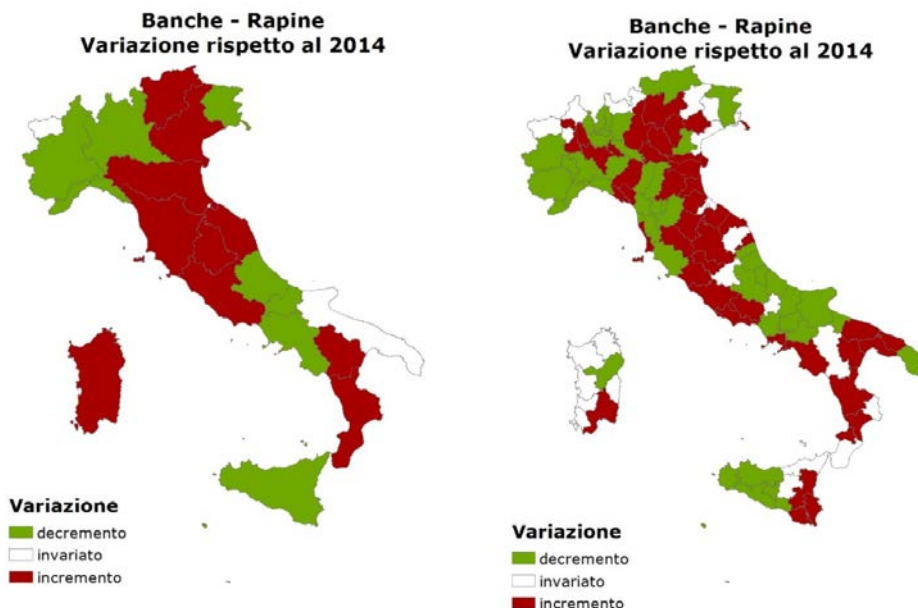 Banche - Rapine
Variazione rispetto al 2014
Variazione
decremento
invariato
incremento
Banche - Rapine
Variazione rispetto al 2014
Variazione
decremento
invariato
incremento